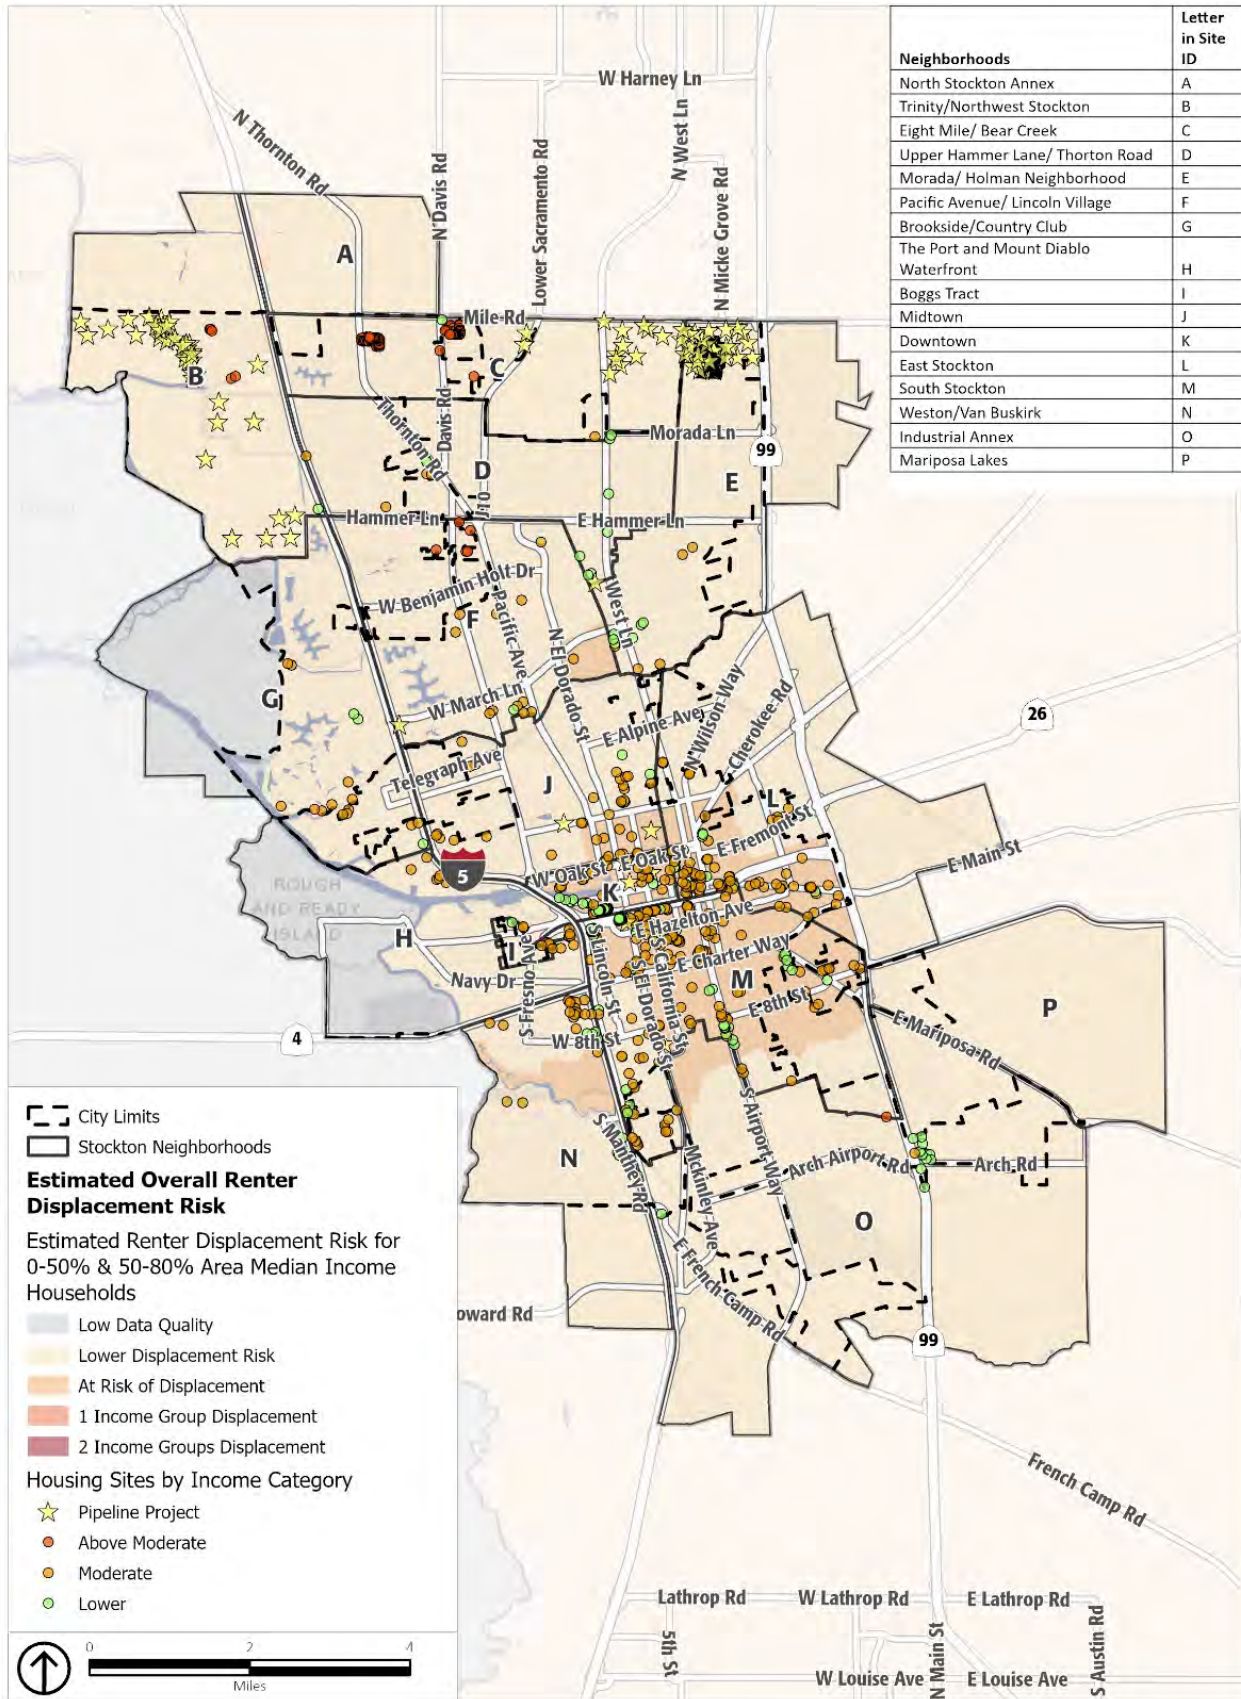 Neighborhoods
Letter
in Site
ID
North Stockton Annex A
Trinity/Northwest Stockton B
Eight Mile/ Bear Creek C
Upper Hammer Lane/ Thorton Road D
Morada/ Holman Neighborhood E
Pacific Avenue/ Lincoln Village F
Brookside/Country Club G
The Port and Mount Diablo
Waterfront H
Boggs Tract I
Midtown J
Downtown K
East Stockton L
South Stockton M
Weston/Van Buskirk N
Industrial Annex O
Mariposa Lakes P
W Harney Ln
N Thornton Rd
N Davis Rd
Lower Sacramento Rd
N West Ln
N Micke Grove Rd
A
Mile Rd
B
C
Thornton Rd
Davis Rd
Morada Ln
99
D
E
J-10
Hammer Ln
E Hammer Ln
W Benjamin Holt Dr
F
Pacific Ave
N El Dorado St
West Ln
G
W March Ln
E Alpine Ave
N Wilson Way
Cherokee Rd
26
Telegraph Ave
J
L
E Fremont St
E Main St
W Oak St
E Oak St
5
K
ROUGH
AND READY
ISLAND
E Hazelton Ave
H
I
S Lincoln St
S California St
E Charter Way
Navy Dr
S Fresno Ave
S El Dorado St
M
E 8th St
P
4
W 8th St
E Mariposa Rd
N
S Manthey Rd
Mckinley Ave
S Airport Way
Arch Airport Rd
Arch Rd
O
E French Camp Rd
oward Rd
99
French Camp Rd
Lathrop Rd
W Lathrop Rd
E Lathrop Rd
5th St
N Main St
S Austin Rd
W Louise Ave
E Louise Ave
City Limits
Stockton Neighborhoods
Estimated Overall Renter
Displacement Risk
Estimated Renter Displacement Risk for
0-50% & 50-80% Area Median Income
Households
Low Data Quality
Lower Displacement Risk
At Risk of Displacement
1 Income Group Displacement
2 Income Groups Displacement
Housing Sites by Income Category
Pipeline Project
Above Moderate
Moderate
Lower
0 2 4
Miles